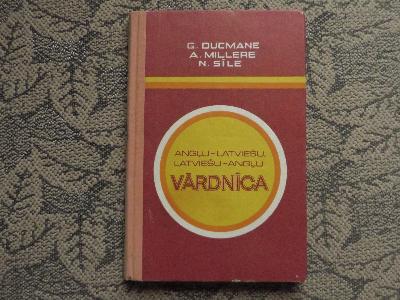 G. DUCMANE
A. MILLERE
N. SĪLE
ANGĻU-LATVIEŠU,
LATVIEŠU-ANGĻU
VĀRDNĪCA